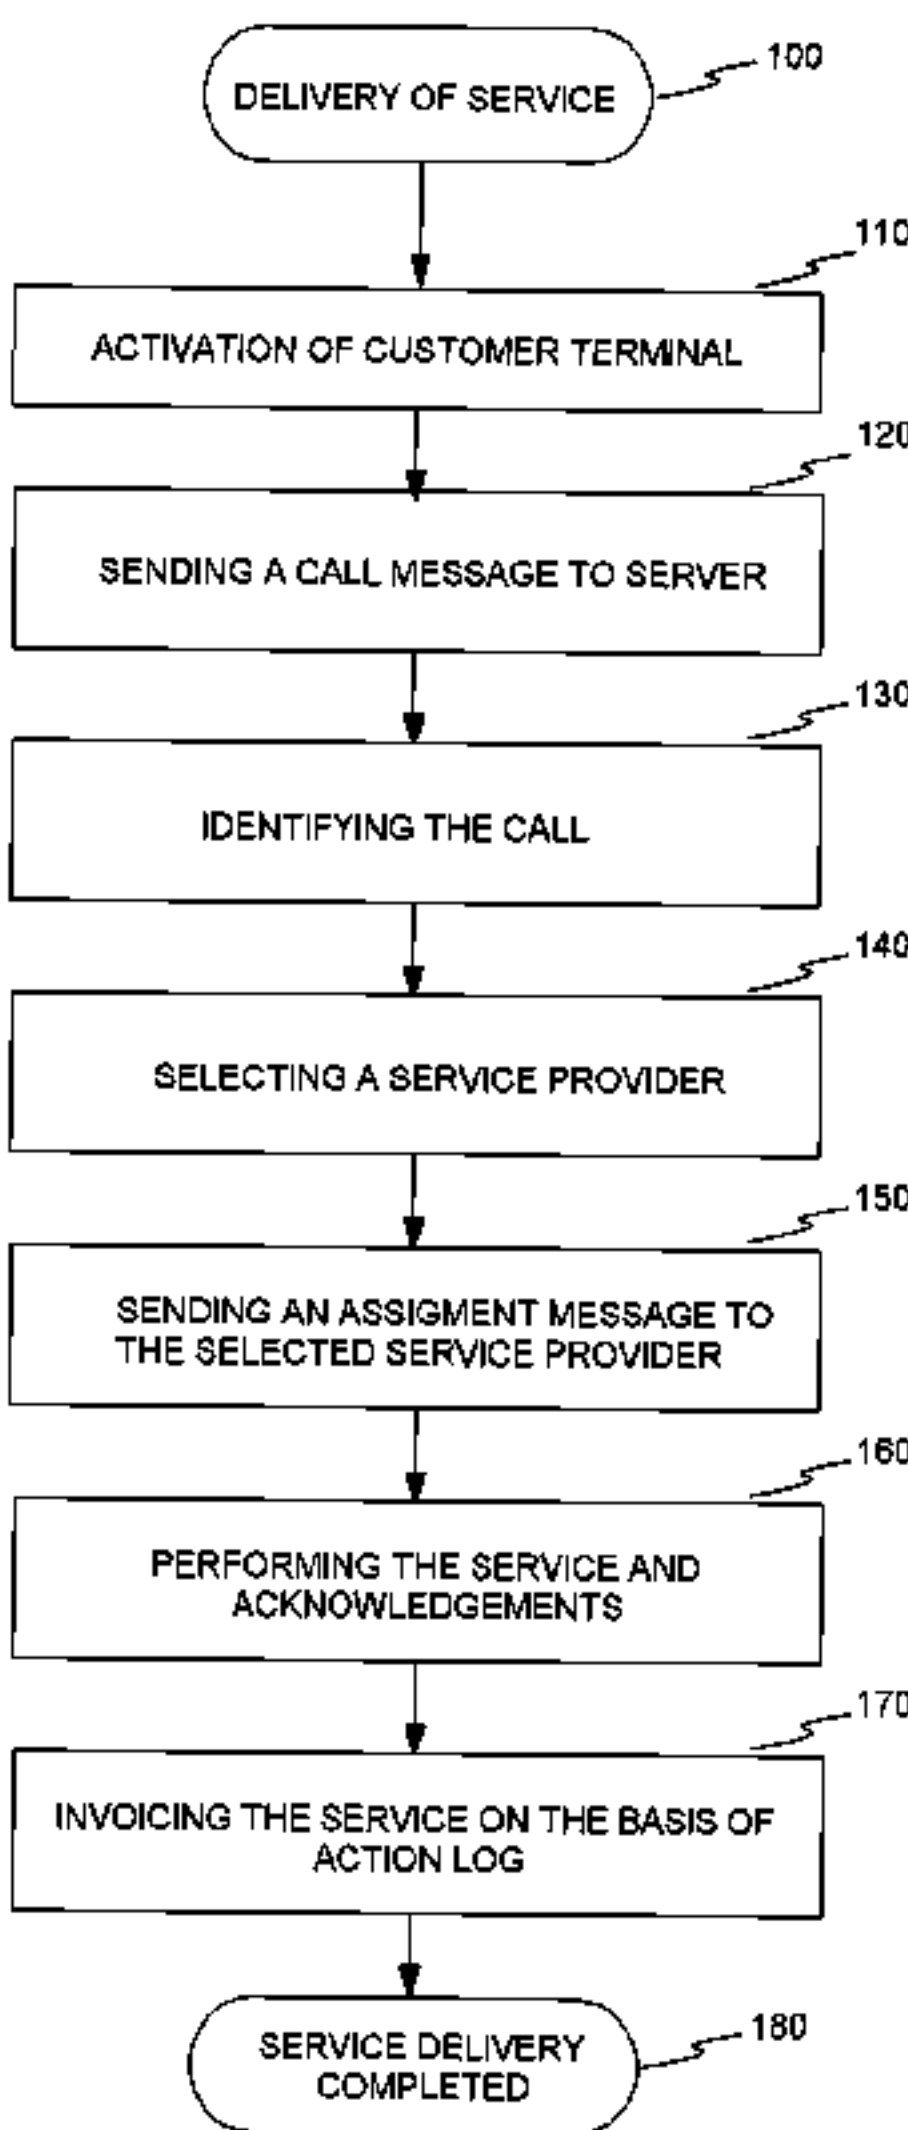 100
DELIVERY OF SERVICE
110
ACTIVATION OF CUSTOMER TERMINAL
120
SENDING A CALL MESSAGE TO SERVER
130
IDENTIFYING THE CALL
140
SELECTING A SERVICE PROVIDER
150
SENDING AN ASSIGMENT MESSAGE TO
THE SELECTED SERVICE PROVIDER
160
PERFORMING THE SERVICE AND
ACKNOWLEDGEMENTS
170
INVOICING THE SERVICE ON THE BASIS OF
ACTION LOG
180
SERVICE DELIVERY
COMPLETED